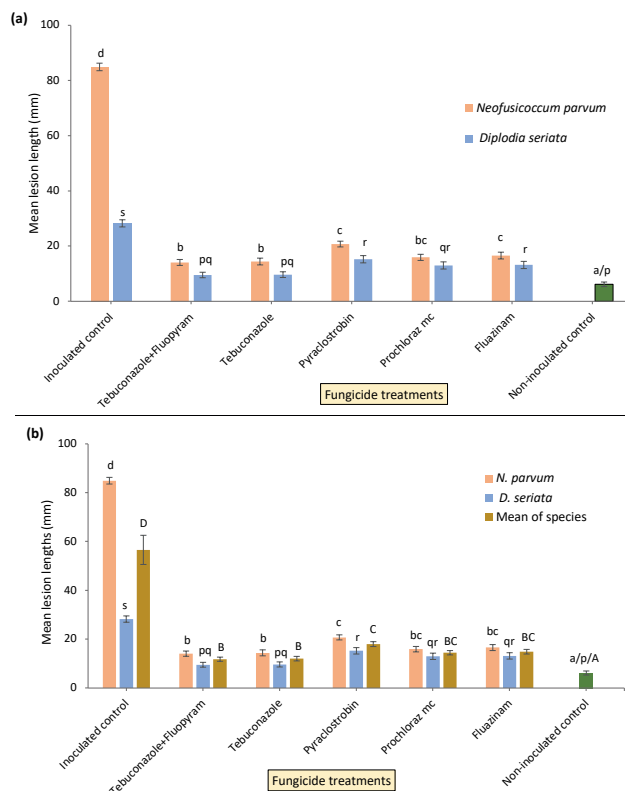 (a)
100
80
60
40
20
0
Mean lesion length (mm)
d
s
b
pq
b
pq
c
r
bc
qr
c
r
a/p
Neofusicoccum parvum
Diplodia seriata
Inoculated control
Tebuconazole+Fluopyram
Tebuconazole
Pyraclostrobin
Prochloraz mc
Fluazinam
Non-inoculated control
Fungicide treatments
(b)
100
80
60
40
20
0
Mean lesion lengths (mm)
d
s
D
b
pq
B
b
pq
B
c
r
C
bc
qr
BC
bc
qr
BC
a/p/A
N. parvum
D. seriata
Mean of species
Inoculated control
Tebuconazole+Fluopyram
Tebuconazole
Pyraclostrobin
Prochloraz mc
Fluazinam
Non-inoculated control
Fungicide treatments